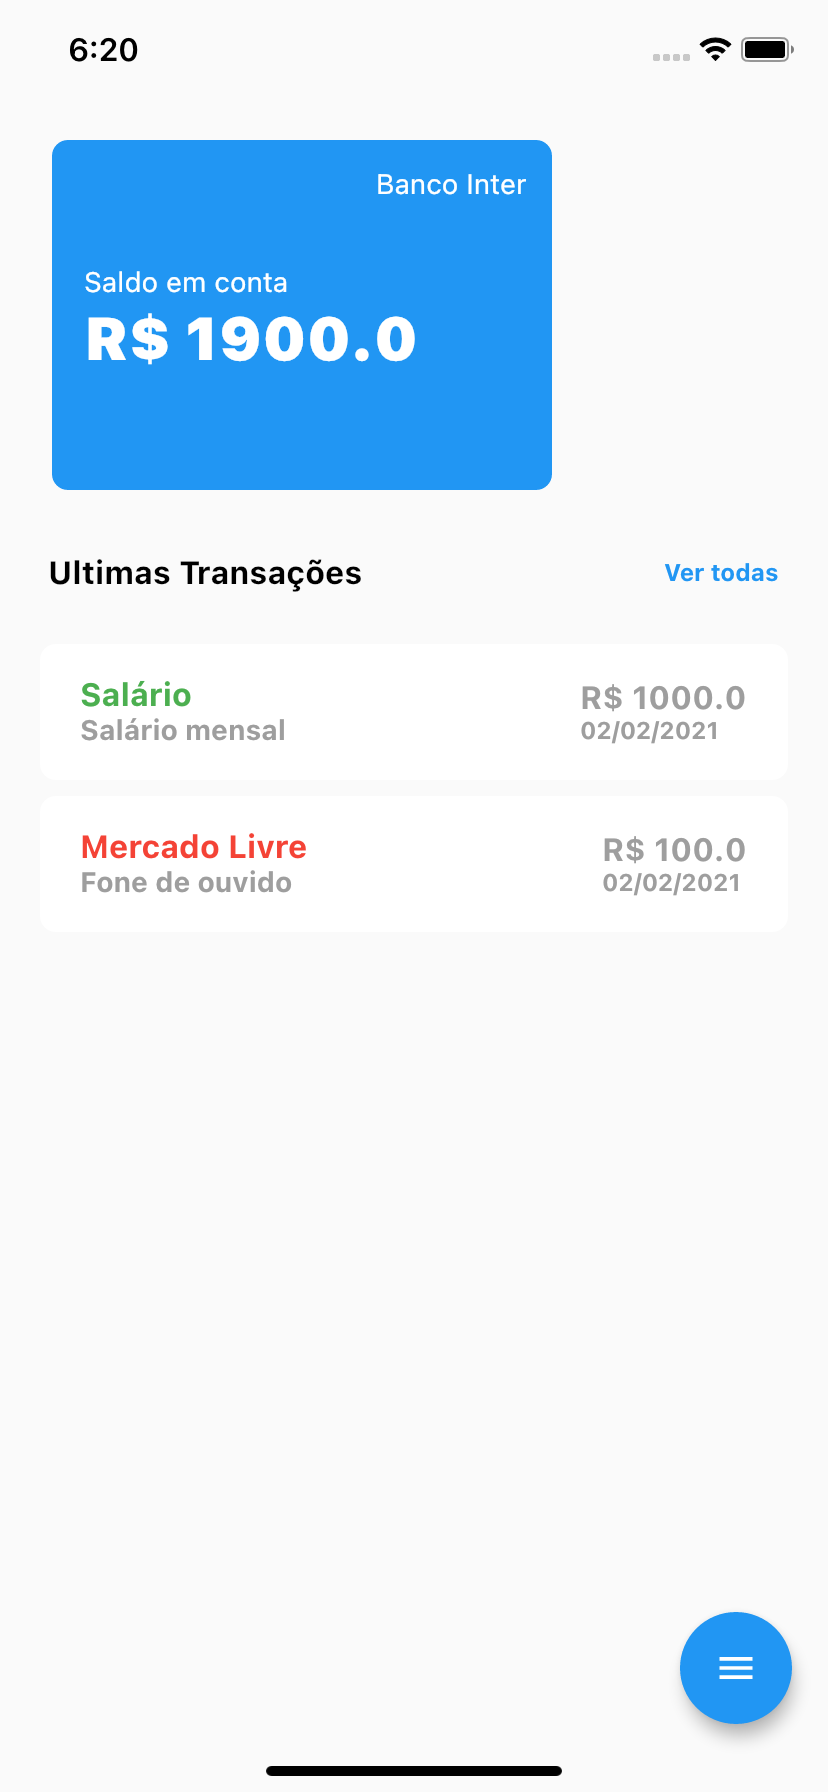 6:20
Banco Inter
Saldo em conta
R$ 1900.0
Ultimas Transações
Ver todas
Salário
R$ 1000.0
Salário mensal
02/02/2021
Mercado Livre
R$ 100.0
Fone de ouvido
02/02/2021